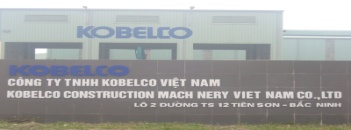 KOBELCO
KOBELCO
CÔNG TY TNHH KOBELCO VIỆT NAM
KOBELCO CONSTRUCTION MACH NERY VIET NAM CO.,LTD
LÔ 2 ĐƯỜNG TS 12 TIÊN SƠN - BẮC NINH